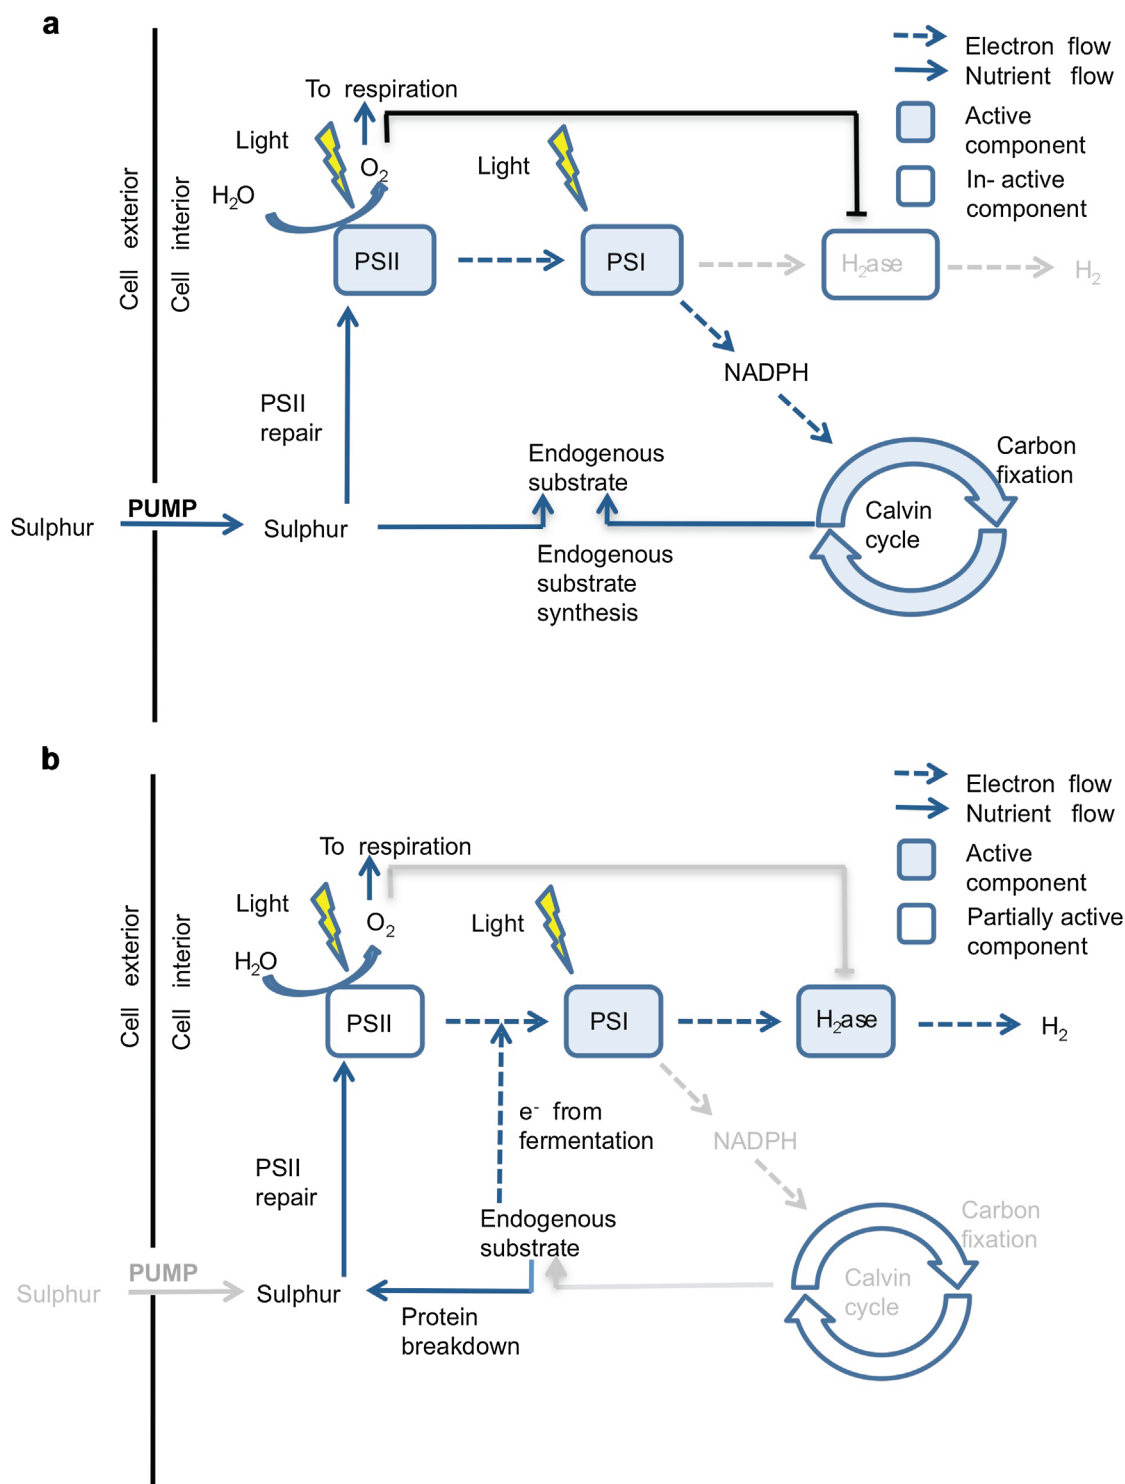 a
Electron flow
Nutrient flow
Active
component
In- active
component
To respiration
Light
O2
H2O
Light
Cell exterior
Cell interior
PSII
PSI
H2ase
H2
NADPH
PSII
repair
Carbon
fixation
Endogenous
substrate
Calvin
cycle
PUMP
Sulphur
Sulphur
Endogenous
substrate
synthesis
b
Electron flow
Nutrient flow
Active
component
Partially active
component
To respiration
Light
O2
H2O
Light
Cell exterior
Cell interior
PSII
PSI
H2ase
H2
e- from
fermentation
NADPH
PSII
repair
Endogenous
substrate
Carbon
fixation
Calvin
cycle
PUMP
Sulphur
Sulphur
Protein
breakdown